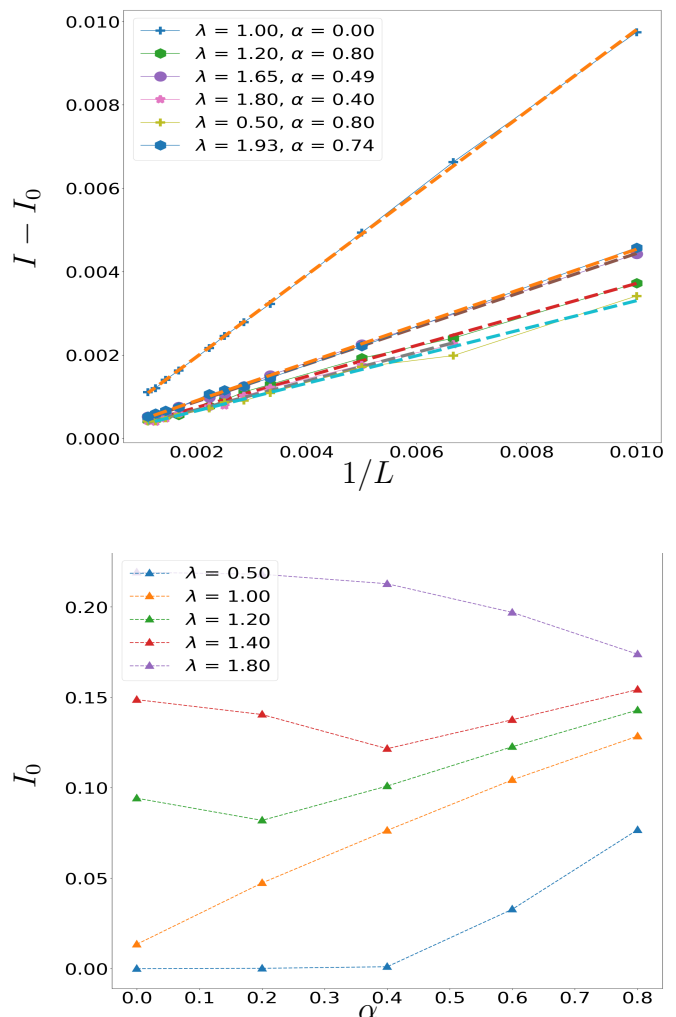 0.010
λ = 1.00, α = 0.00
λ = 1.20, α = 0.80
λ = 1.65, α = 0.49
λ = 1.80, α = 0.40
λ = 0.50, α = 0.80
λ = 1.93, α = 0.74
0.008
0.006
0.004
0.002
0.000
I − I₀
0.002 0.004 0.006 0.008 0.010
1/L
λ = 0.50
λ = 1.00
λ = 1.20
λ = 1.40
λ = 1.80
0.20
0.15
0.10
0.05
0.00
I₀
0.0 0.1 0.2 0.3 0.4 0.5 0.6 0.7 0.8
α